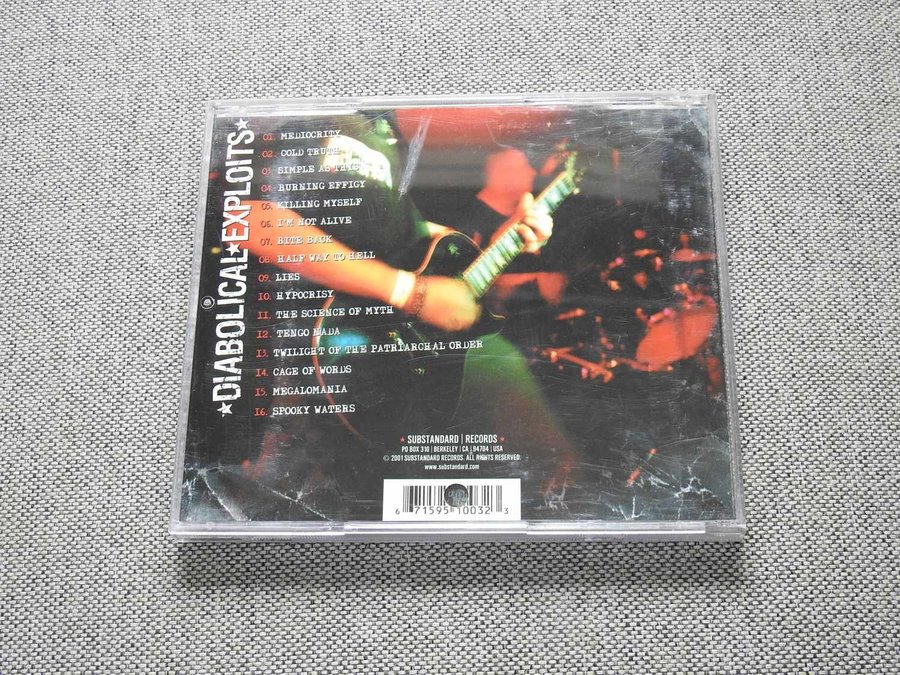 DIABOLICAL★EXPLOITS
01. MEDIOCRITY
02. COLD TRUTH
03. SIMPLE AS THIS
04. BURNING EFFIGY
05. KILLING MYSELF
06. I'M NOT ALIVE
07. BITE BACK
08. HALF WAY TO HELL
09. LIES
10. HYPOCRISY
11. THE SCIENCE OF MYTH
12. TENGO NADA
13. TWILIGHT OF THE PATRIARCHAL ORDER
14. CAGE OF WORDS
15. MEGALOMANIA
16. SPOOKY WATERS
SUBSTANDARD | RECORDS
PO BOX 310 | BERKELEY | CA | 94704 | USA
© 2001 SUBSTANDARD RECORDS. ALL RIGHTS RESERVED.
www.substandard.com
6 71595 10032 3